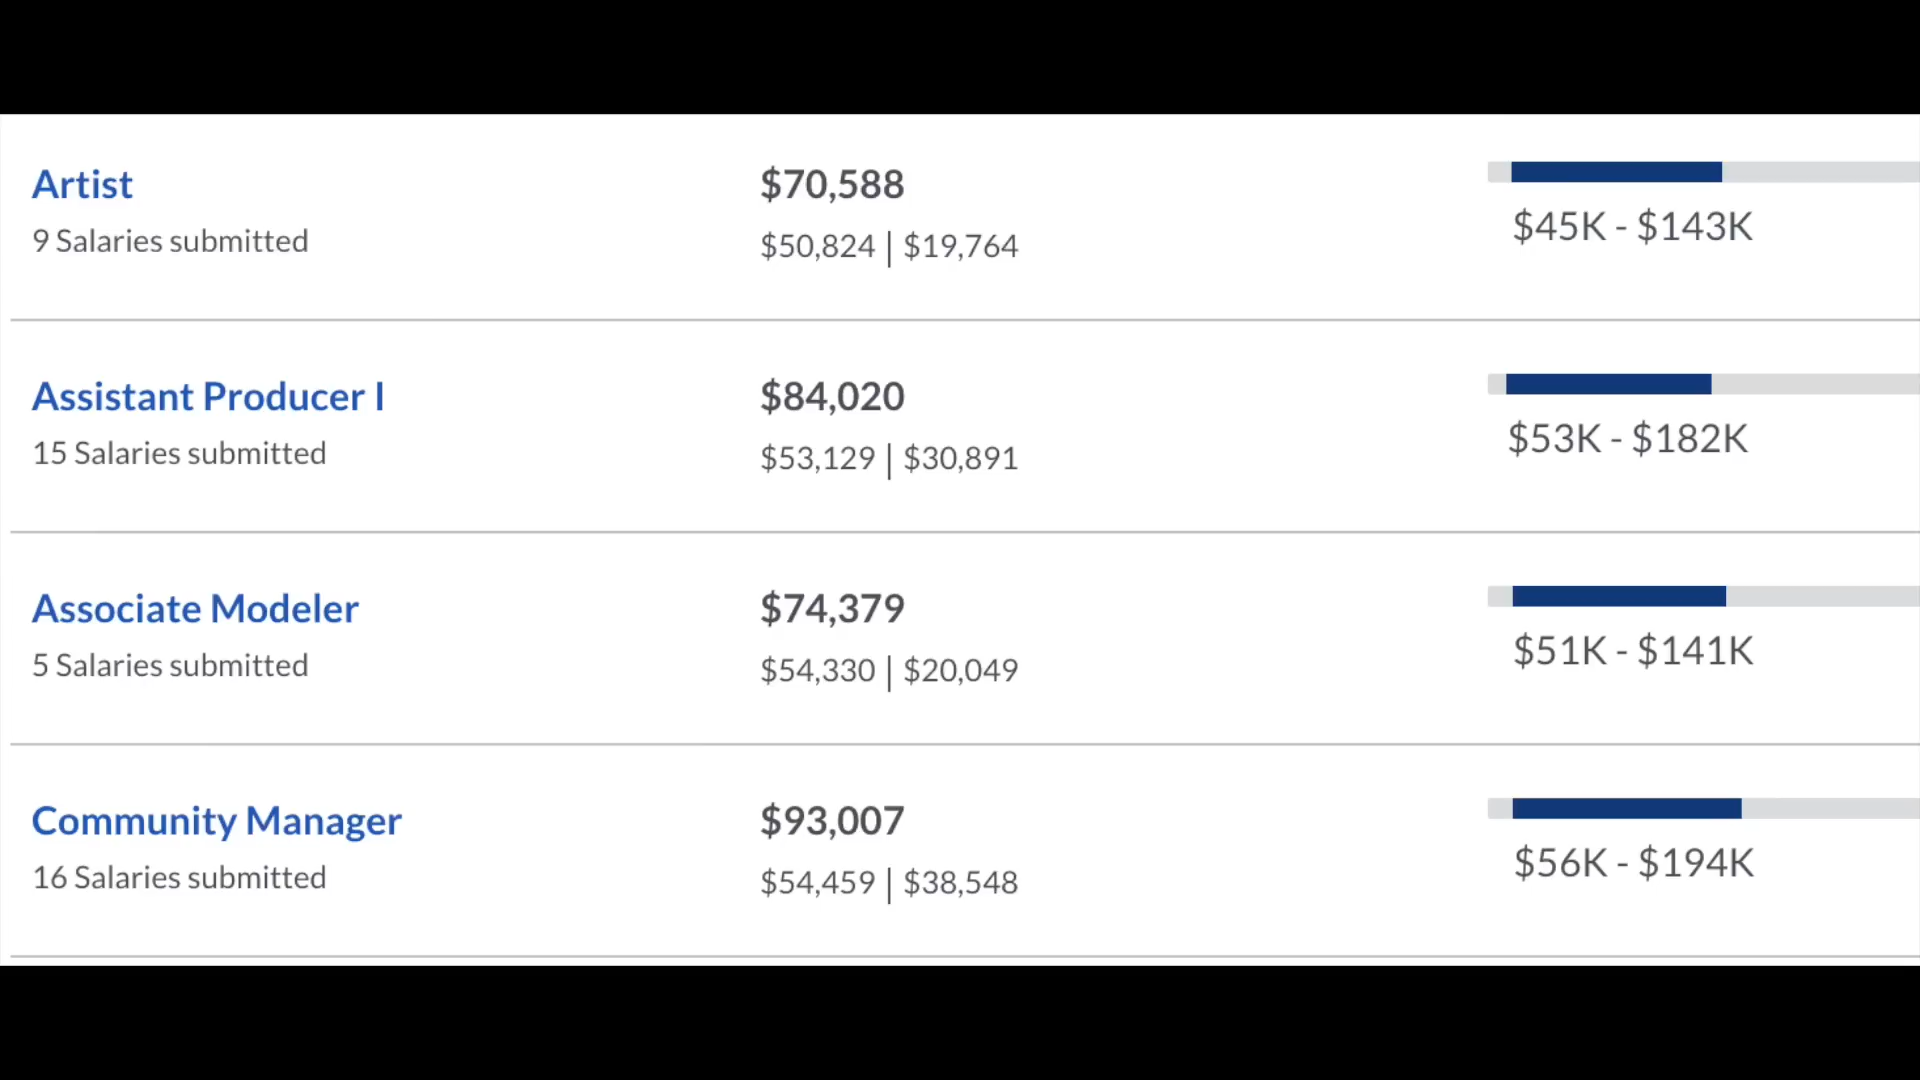 Artist
$70,588
9 Salaries submitted
$50,824 | $19,764
$45K - $143K
Assistant Producer I
$84,020
15 Salaries submitted
$53,129 | $30,891
$53K - $182K
Associate Modeler
$74,379
5 Salaries submitted
$54,330 | $20,049
$51K - $141K
Community Manager
$93,007
16 Salaries submitted
$54,459 | $38,548
$56K - $194K